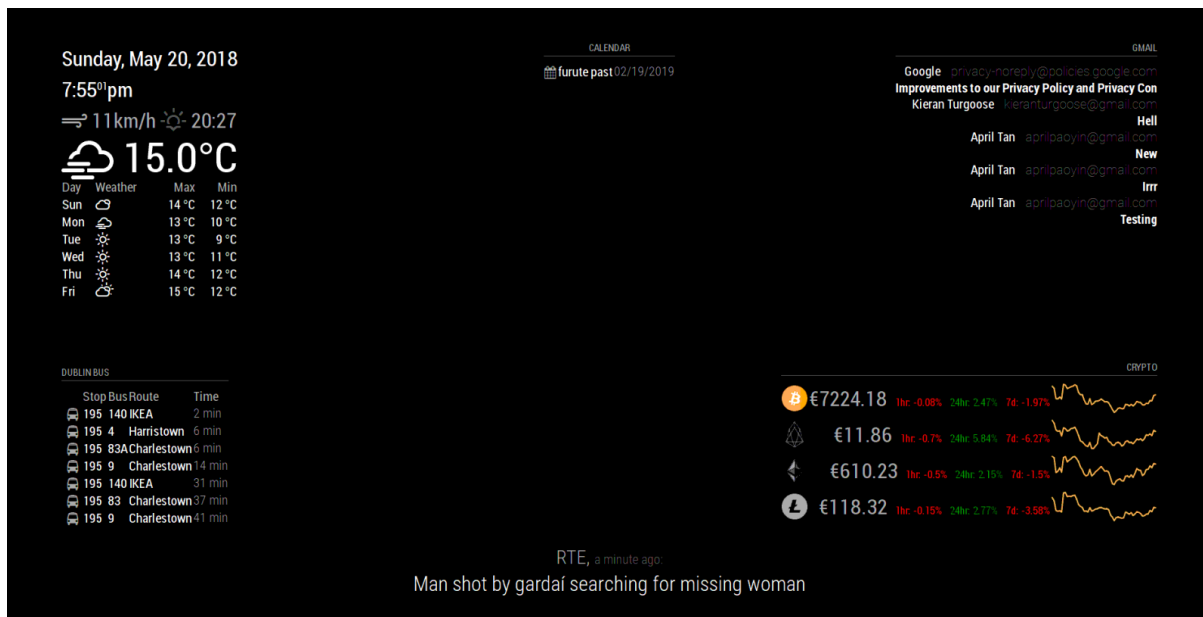 Sunday, May 20, 2018
7:55 01 pm
11km/h 20:27
15.0°C
Day Weather Max Min
Sun 14 °C 12 °C
Mon 13 °C 10 °C
Tue 13 °C 9 °C
Wed 13 °C 11 °C
Thu 14 °C 12 °C
Fri 15 °C 12 °C
CALENDAR
furute past 02/19/2019
GMAIL
Google privacy-noreply@policies.google.com
Improvements to our Privacy Policy and Privacy Con
Kieran Turgoose kieranturgoose@gmail.com
Hell
April Tan aprilpaoyin@gmail.com
New
April Tan aprilpaoyin@gmail.com
Irrr
April Tan aprilpaoyin@gmail.com
Testing
DUBLIN BUS
Stop Bus Route Time
195 140 IKEA 2 min
195 4 Harristown 6 min
195 83A Charlestown 6 min
195 9 Charlestown 14 min
195 140 IKEA 31 min
195 83 Charlestown 37 min
195 9 Charlestown 41 min
CRYPTO
€7224.18 1hr: -0.08% 24hr: 2.47% 7d: -1.97%
€11.86 1hr: -0.7% 24hr: 5.84% 7d: -6.27%
€610.23 1hr: -0.5% 24hr: 2.15% 7d: -1.5%
€118.32 1hr: -0.15% 24hr: 2.77% 7d: -3.58%
RTE, a minute ago:
Man shot by gardaí searching for missing woman